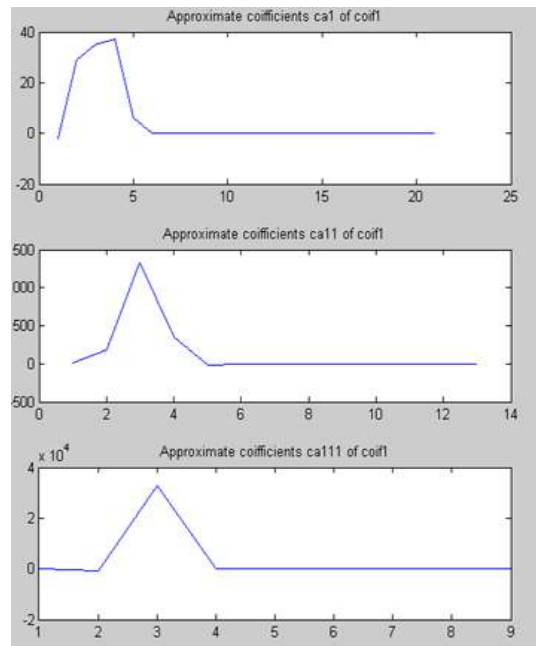 Approximate coifficients ca1 of coif1
40
20
0
-20
0 5 10 15 20 25
Approximate coifficients ca11 of coif1
500
000
500
0
500
0 2 4 6 8 10 12 14
x 10^4
Approximate coifficients ca111 of coif1
4
2
0
-2
1 2 3 4 5 6 7 8 9